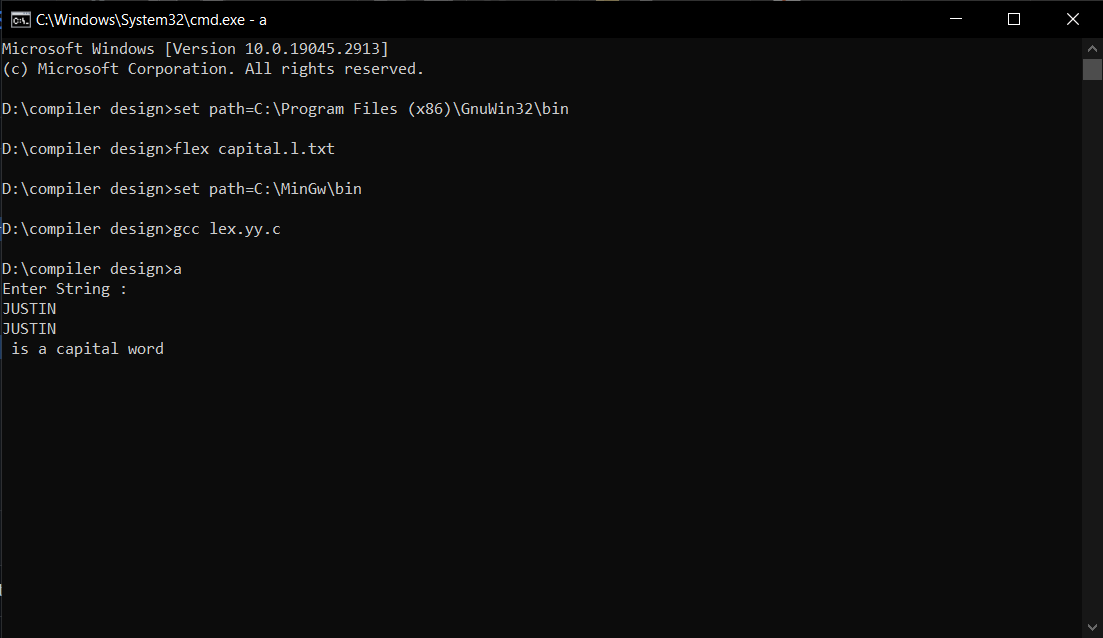 C:\Windows\System32\cmd.exe - a
Microsoft Windows [Version 10.0.19045.2913]
(c) Microsoft Corporation. All rights reserved.
D:\compiler design>set path=C:\Program Files (x86)\GnuWin32\bin
D:\compiler design>flex capital.l.txt
D:\compiler design>set path=C:\MinGw\bin
D:\compiler design>gcc lex.yy.c
D:\compiler design>a
Enter String :
JUSTIN
JUSTIN
 is a capital word